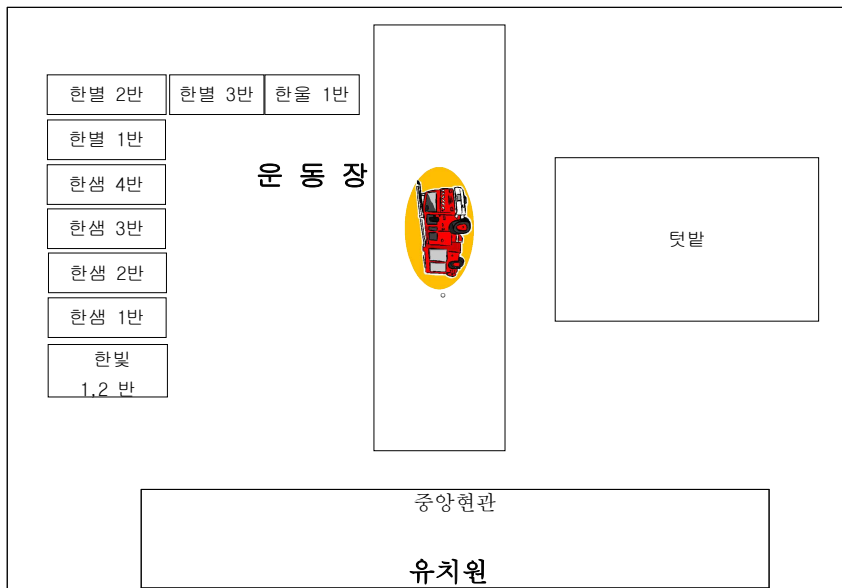 한별 2반
한별 3반
한울 1반
한별 1반
운 동 장
한샘 4반
한샘 3반
텃밭
한샘 2반
한샘 1반
한빛
1,2 반
중앙현관
유치원